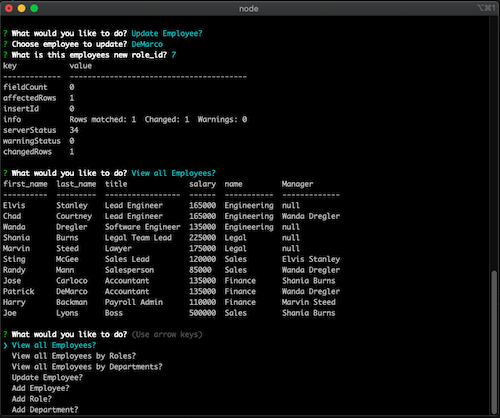 node
⌥⌘1
? What would you like to do? Update Employee?
? Choose employee to update? DeMarco
? What is this employees new role_id? 7
key value
------------- ----------------------------------------
fieldCount 0
affectedRows 1
insertId 0
info Rows matched: 1 Changed: 1 Warnings: 0
serverStatus 34
warningStatus 0
changedRows 1
? What would you like to do? View all Employees?
first_name last_name title salary name Manager
---------- --------- ----------------- ------ ----------- -------------
Elvis Stanley Lead Engineer 165000 Engineering null
Chad Courtney Lead Engineer 165000 Engineering Wanda Dregler
Wanda Dregler Software Engineer 135000 Engineering null
Shania Burns Legal Team Lead 225000 Legal null
Marvin Steed Lawyer 175000 Legal null
Sting McGee Sales Lead 120000 Sales Elvis Stanley
Randy Mann Salesperson 85000 Sales Wanda Dregler
Jose Carloco Accountant 135000 Finance Shania Burns
Patrick DeMarco Accountant 135000 Finance Wanda Dregler
Harry Backman Payroll Admin 110000 Finance Marvin Steed
Joe Lyons Boss 500000 Sales Shania Burns
? What would you like to do? (Use arrow keys)
❯ View all Employees?
View all Employees by Roles?
View all Employees by Departments?
Update Employee?
Add Employee?
Add Role?
Add Department?